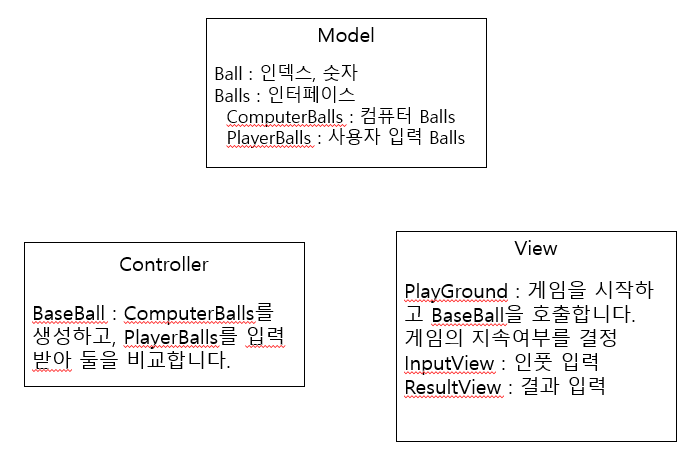 Model
Ball : 인덱스, 숫자
Balls : 인터페이스
ComputerBalls : 컴퓨터 Balls
PlayerBalls : 사용자 입력 Balls
Controller
BaseBall : ComputerBalls를
생성하고, PlayerBalls를 입력
받아 둘을 비교합니다.
View
PlayGround : 게임을 시작하
고 BaseBall을 호출합니다.
게임의 지속여부를 결정
InputView : 인풋 입력
ResultView : 결과 입력